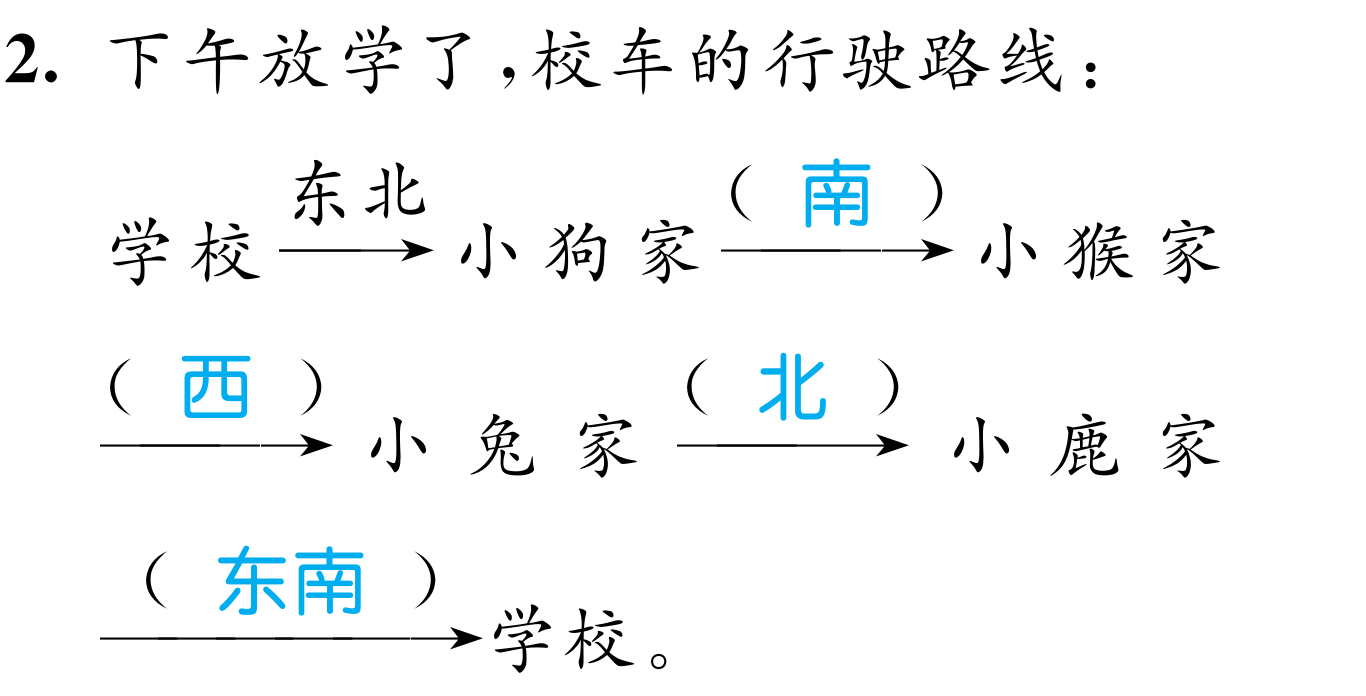 2. 下午放学了,校车的行驶路线:
东北 ( 南 )
学校 小狗家 小猴家
( 西 ) ( 北 )
小兔家 小鹿家
( 东南 )
学校。